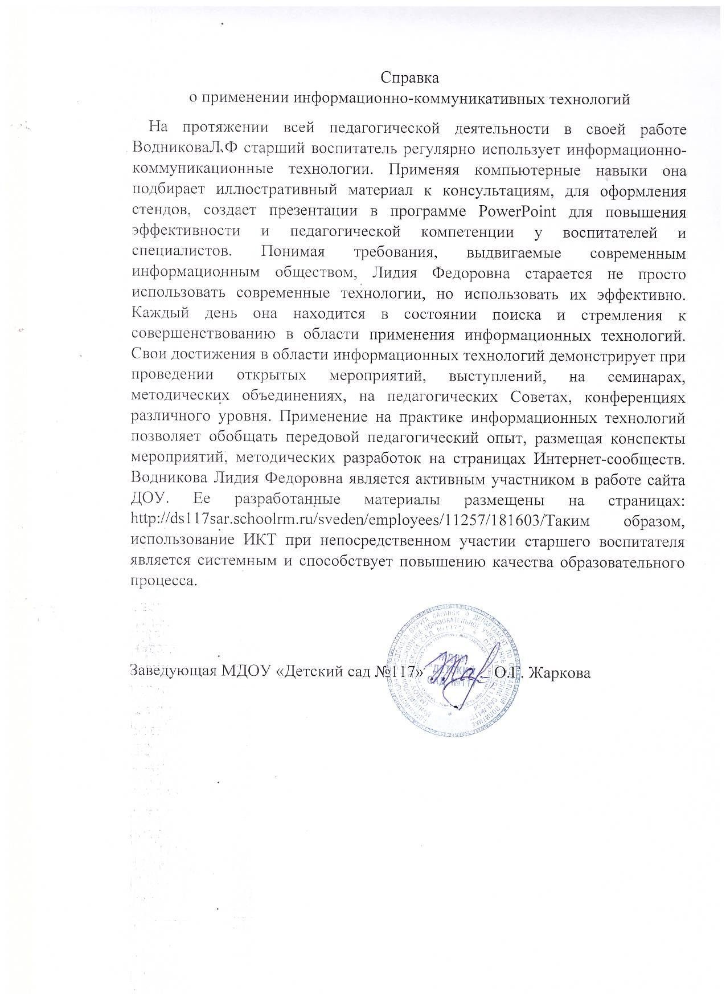 Справка
о применении информационно-коммуникативных технологий
На протяжении всей педагогической деятельности в своей работе
ВодниковаЛ.Ф старший воспитатель регулярно использует информационно-
коммуникационные технологии. Применяя компьютерные навыки она
подбирает иллюстративный материал к консультациям, для оформления
стендов, создает презентации в программе PowerPoint для повышения
эффективности и педагогической компетенции у воспитателей и
специалистов. Понимая требования, выдвигаемые современным
информационным обществом, Лидия Федоровна старается не просто
использовать современные технологии, но использовать их эффективно.
Каждый день она находится в состоянии поиска и стремления к
совершенствованию в области применения информационных технологий.
Свои достижения в области информационных технологий демонстрирует при
проведении открытых мероприятий, выступлений, на семинарах,
методических объединениях, на педагогических Советах, конференциях
различного уровня. Применение на практике информационных технологий
позволяет обобщать передовой педагогический опыт, размещая конспекты
мероприятий, методических разработок на страницах Интернет-сообществ.
Водникова Лидия Федоровна является активным участником в работе сайта
ДОУ. Ее разработанные материалы размещены на страницах:
http://ds117sar.schoolrm.ru/sveden/employees/11257/181603/Таким образом,
использование ИКТ при непосредственном участии старшего воспитателя
является системным и способствует повышению качества образовательного
процесса.
Заведующая МДОУ «Детский сад №117» О.Г. Жаркова
МДОУ
"ДЕТСКИЙ
САД №117"